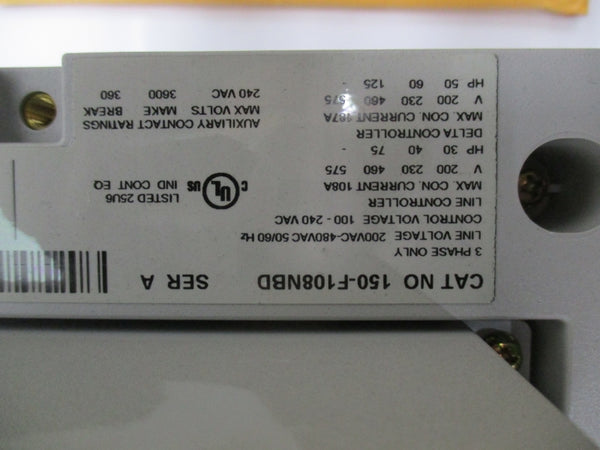 CAT NO 150-F108NBD SER A
3 PHASE ONLY
LINE VOLTAGE 200VAC-480VAC 50/60 Hz
CONTROL VOLTAGE 100 - 240 VAC
LINE CONTROLLER
MAX. CON. CURRENT 108A
V 200 230 460 575
HP 30 40 75 -
DELTA CONTROLLER
MAX. CON. CURRENT 187A
V 200 230 460 575
HP 50 60 125 -
C UL US LISTED 25U6
IND CONT EQ
AUXILIARY CONTACT RATINGS
MAX VOLTS MAKE BREAK
240 VAC 3600 360